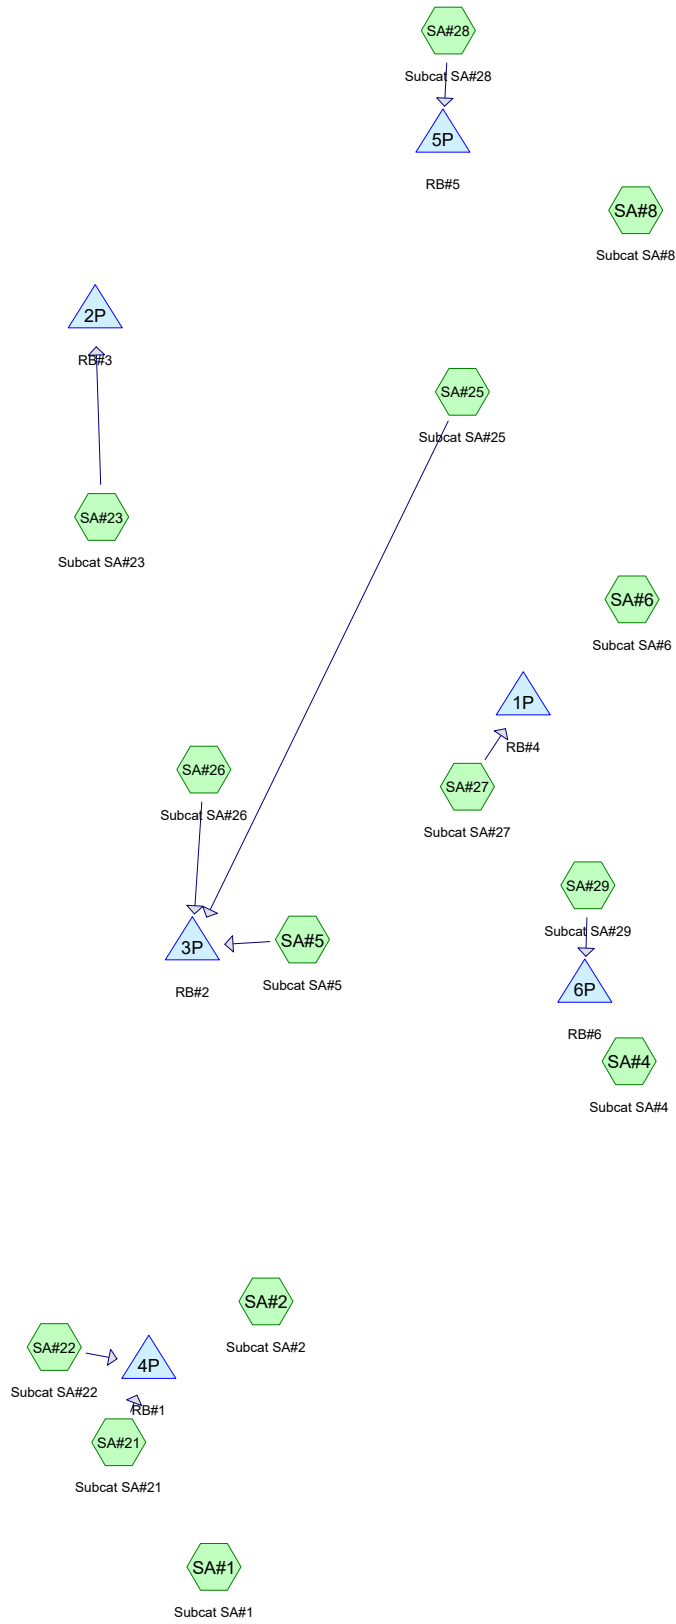 SA#28
Subcat SA#28
5P
RB#5
SA#8
Subcat SA#8
2P
RB#3
SA#25
Subcat SA#25
SA#23
Subcat SA#23
SA#6
Subcat SA#6
1P
RB#4
SA#26
Subcat SA#26
SA#27
Subcat SA#27
SA#29
Subcat SA#29
3P
RB#2
SA#5
Subcat SA#5
6P
RB#6
SA#4
Subcat SA#4
SA#2
Subcat SA#2
SA#22
Subcat SA#22
4P
RB#1
SA#21
Subcat SA#21
SA#1
Subcat SA#1